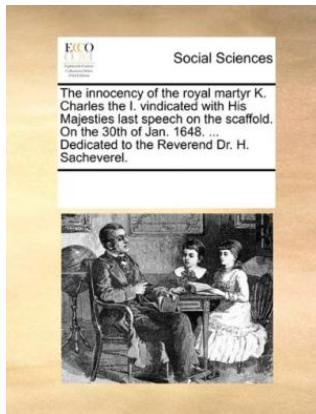 ECCO
Social Sciences
The innocency of the royal martyr K.
Charles the I. vindicated with His
Majesties last speech on the scaffold.
On the 30th of Jan. 1648. ...
Dedicated to the Reverend Dr. H.
Sacheverel.